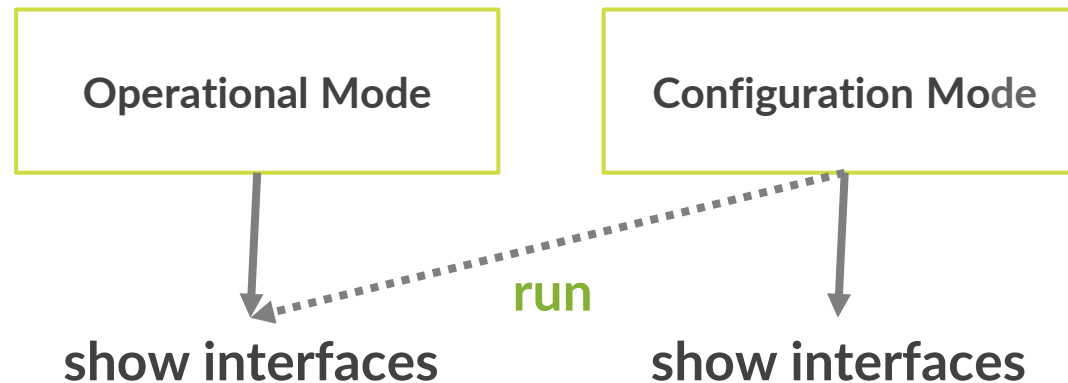 Operational Mode
Configuration Mode
run
show interfaces
show interfaces